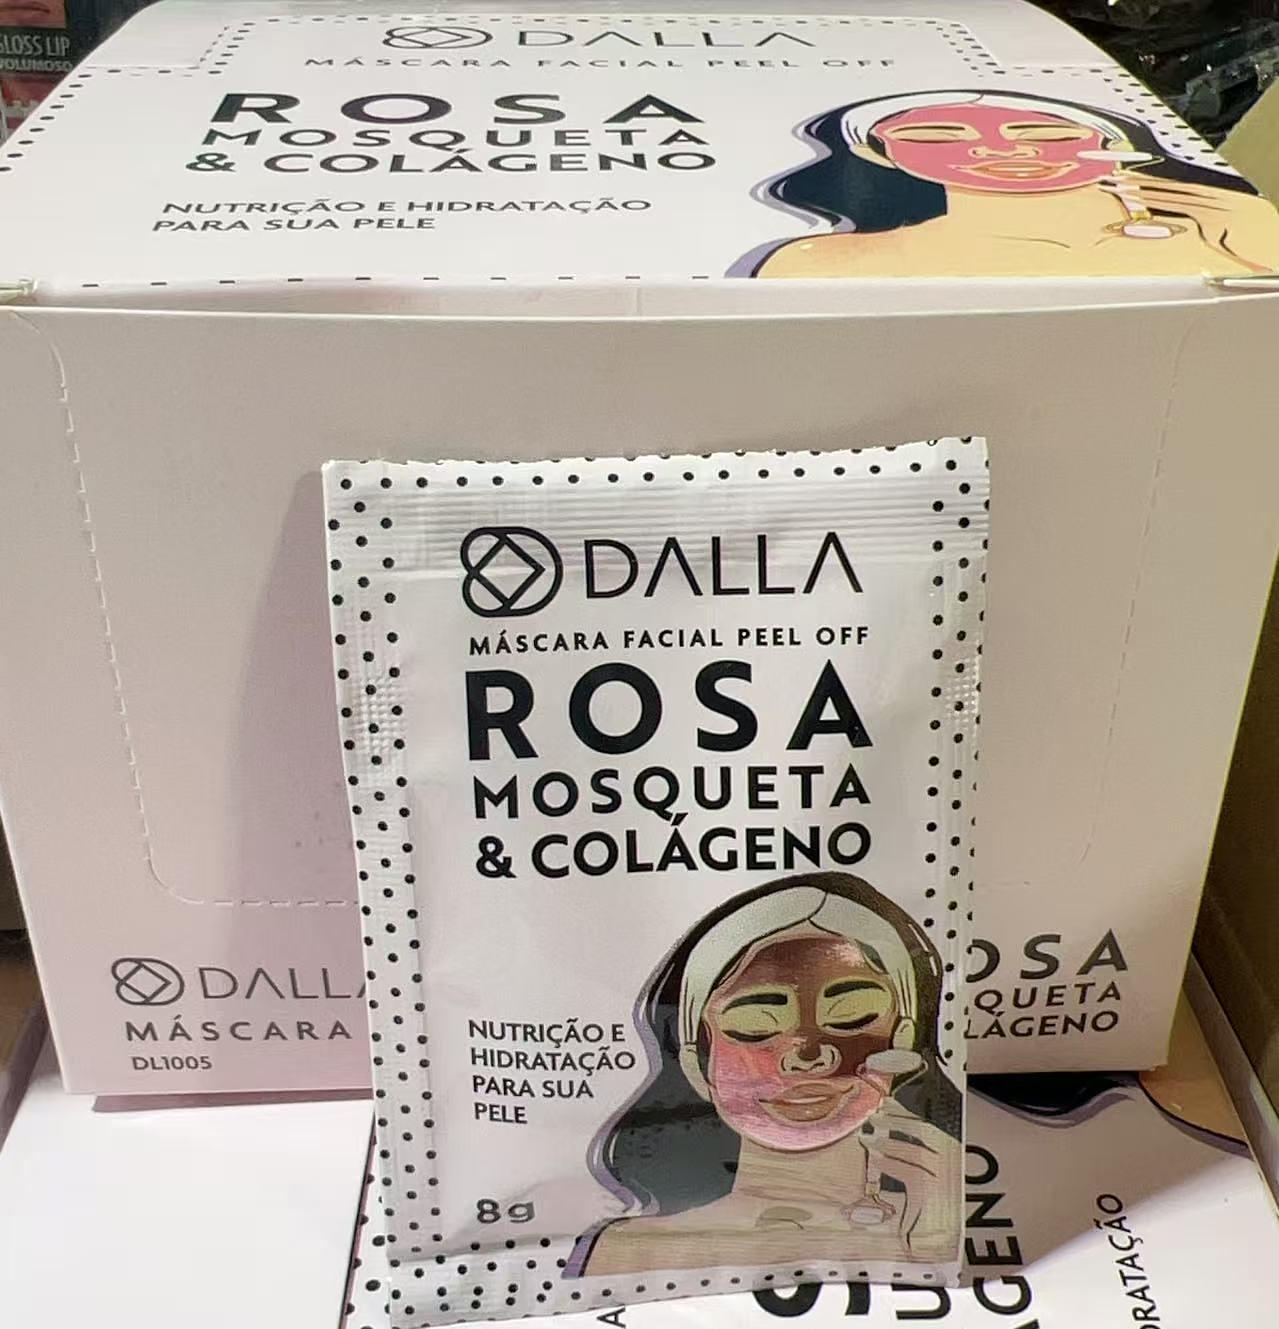 GLOSS LIP
VOLUMOSO
DALLA
MÁSCARA FACIAL PEEL OFF
ROSA
MOSQUETA
& COLÁGENO
NUTRIÇÃO E HIDRATAÇÃO
PARA SUA PELE
DALLA
MÁSCARA FACIAL PEEL OFF
ROSA
MOSQUETA
& COLÁGENO
NUTRIÇÃO E
HIDRATAÇÃO
PARA SUA
PELE
8g
DALLA
MÁSCARA
DL1005
OSA
QUETA
LÁGENO
AGENO
DRATAÇÃO